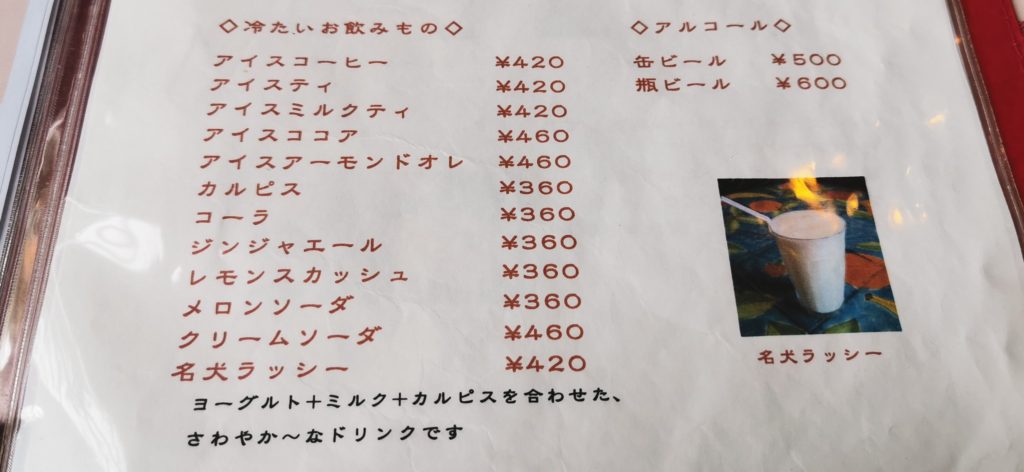 ◇冷たいお飲みもの◇
アイスコーヒー ¥420
アイスティ ¥420
アイスミルクティ ¥420
アイスココア ¥460
アイスアーモンドオレ ¥460
カルピス ¥360
コーラ ¥360
ジンジャエール ¥360
レモンスカッシュ ¥360
メロンソーダ ¥360
クリームソーダ ¥460
名犬ラッシー ¥420
ヨーグルト＋ミルク＋カルピスを合わせた、
さわやか～なドリンクです
◇アルコール◇
缶ビール ¥500
瓶ビール ¥600
名犬ラッシー